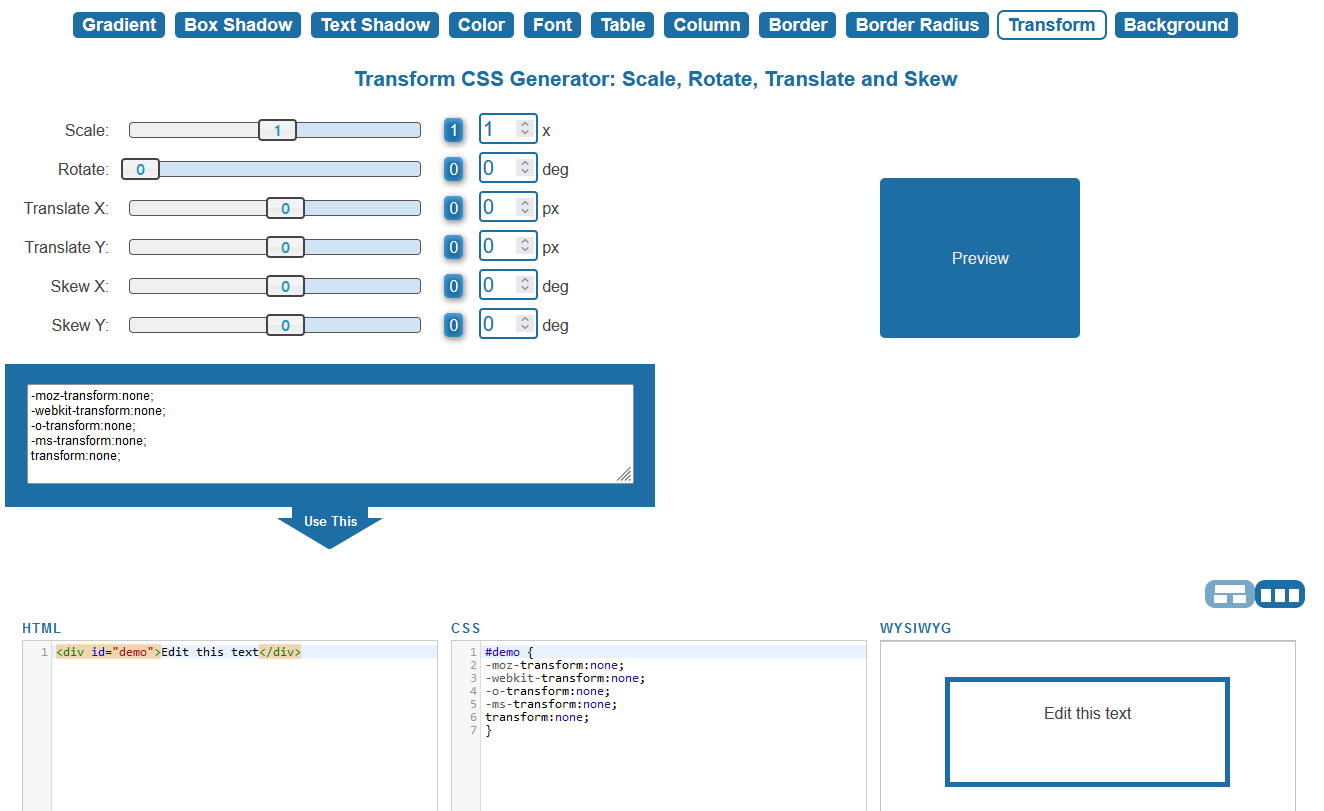 Gradient Box Shadow Text Shadow Color Font Table Column Border Border Radius Transform Background
Transform CSS Generator: Scale, Rotate, Translate and Skew
Scale: 1 1 1 x
Rotate: 0 0 0 deg
Translate X: 0 0 0 px
Translate Y: 0 0 0 px
Skew X: 0 0 0 deg
Skew Y: 0 0 0 deg
Preview
-moz-transform:none;
-webkit-transform:none;
-o-transform:none;
-ms-transform:none;
transform:none;
Use This
HTML
1 <div id="demo">Edit this text</div>
CSS
1 #demo {
2 -moz-transform:none;
3 -webkit-transform:none;
4 -o-transform:none;
5 -ms-transform:none;
6 transform:none;
7 }
WYSIWYG
Edit this text